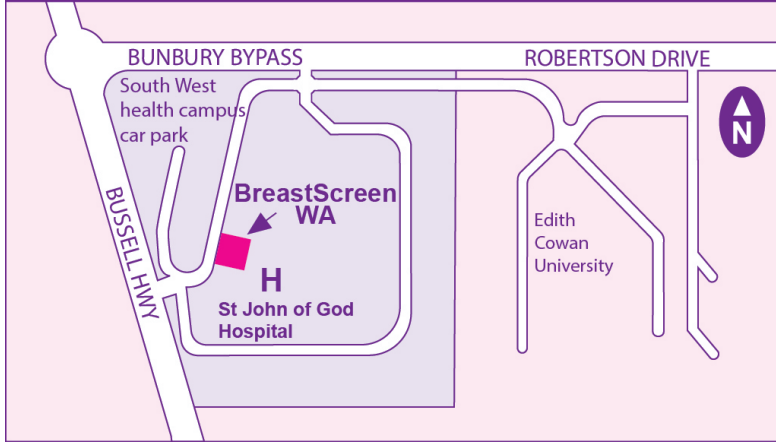 BUNBURY BYPASS
ROBERTSON DRIVE
South West
health campus
car park
N
BUSSELL HWY
BreastScreen
WA
H
St John of God
Hospital
Edith
Cowan
University